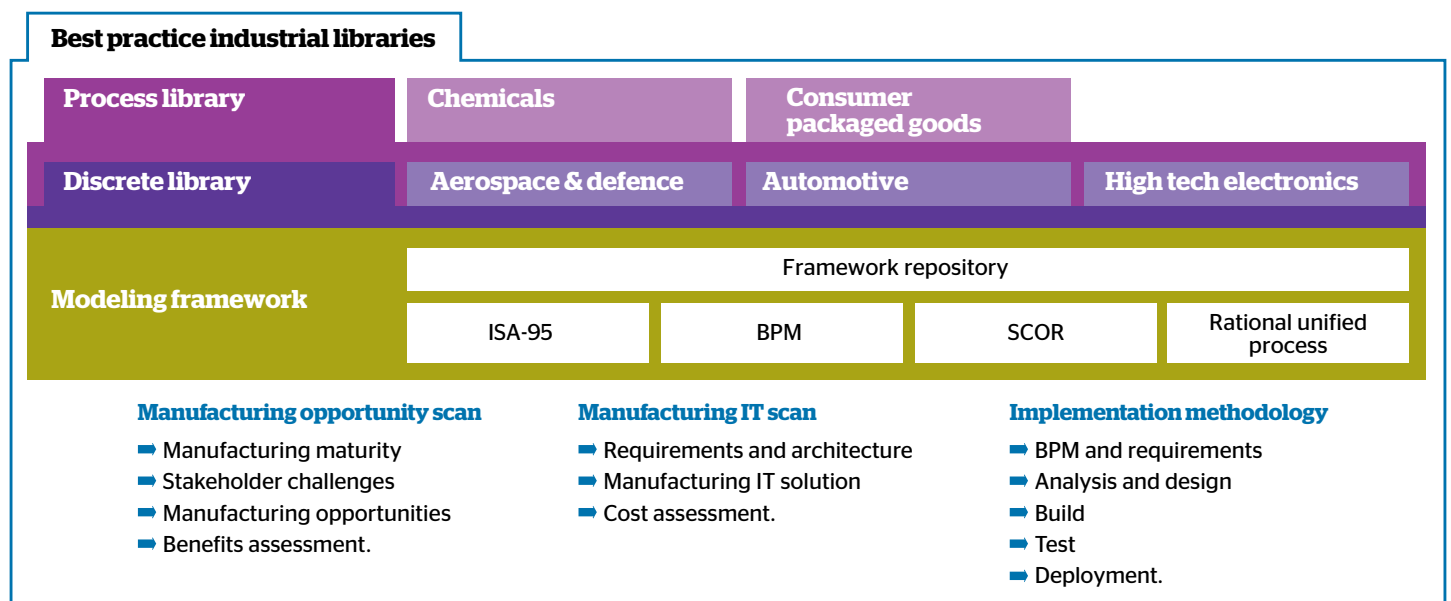 Best practice industrial libraries
Process library
Chemicals
Consumer
packaged goods
Discrete library
Aerospace & defence
Automotive
High tech electronics
Modeling framework
Framework repository
ISA-95
BPM
SCOR
Rational unified
process
Manufacturing opportunity scan
Manufacturing maturity
Stakeholder challenges
Manufacturing opportunities
Benefits assessment.
Manufacturing IT scan
Requirements and architecture
Manufacturing IT solution
Cost assessment.
Implementation methodology
BPM and requirements
Analysis and design
Build
Test
Deployment.